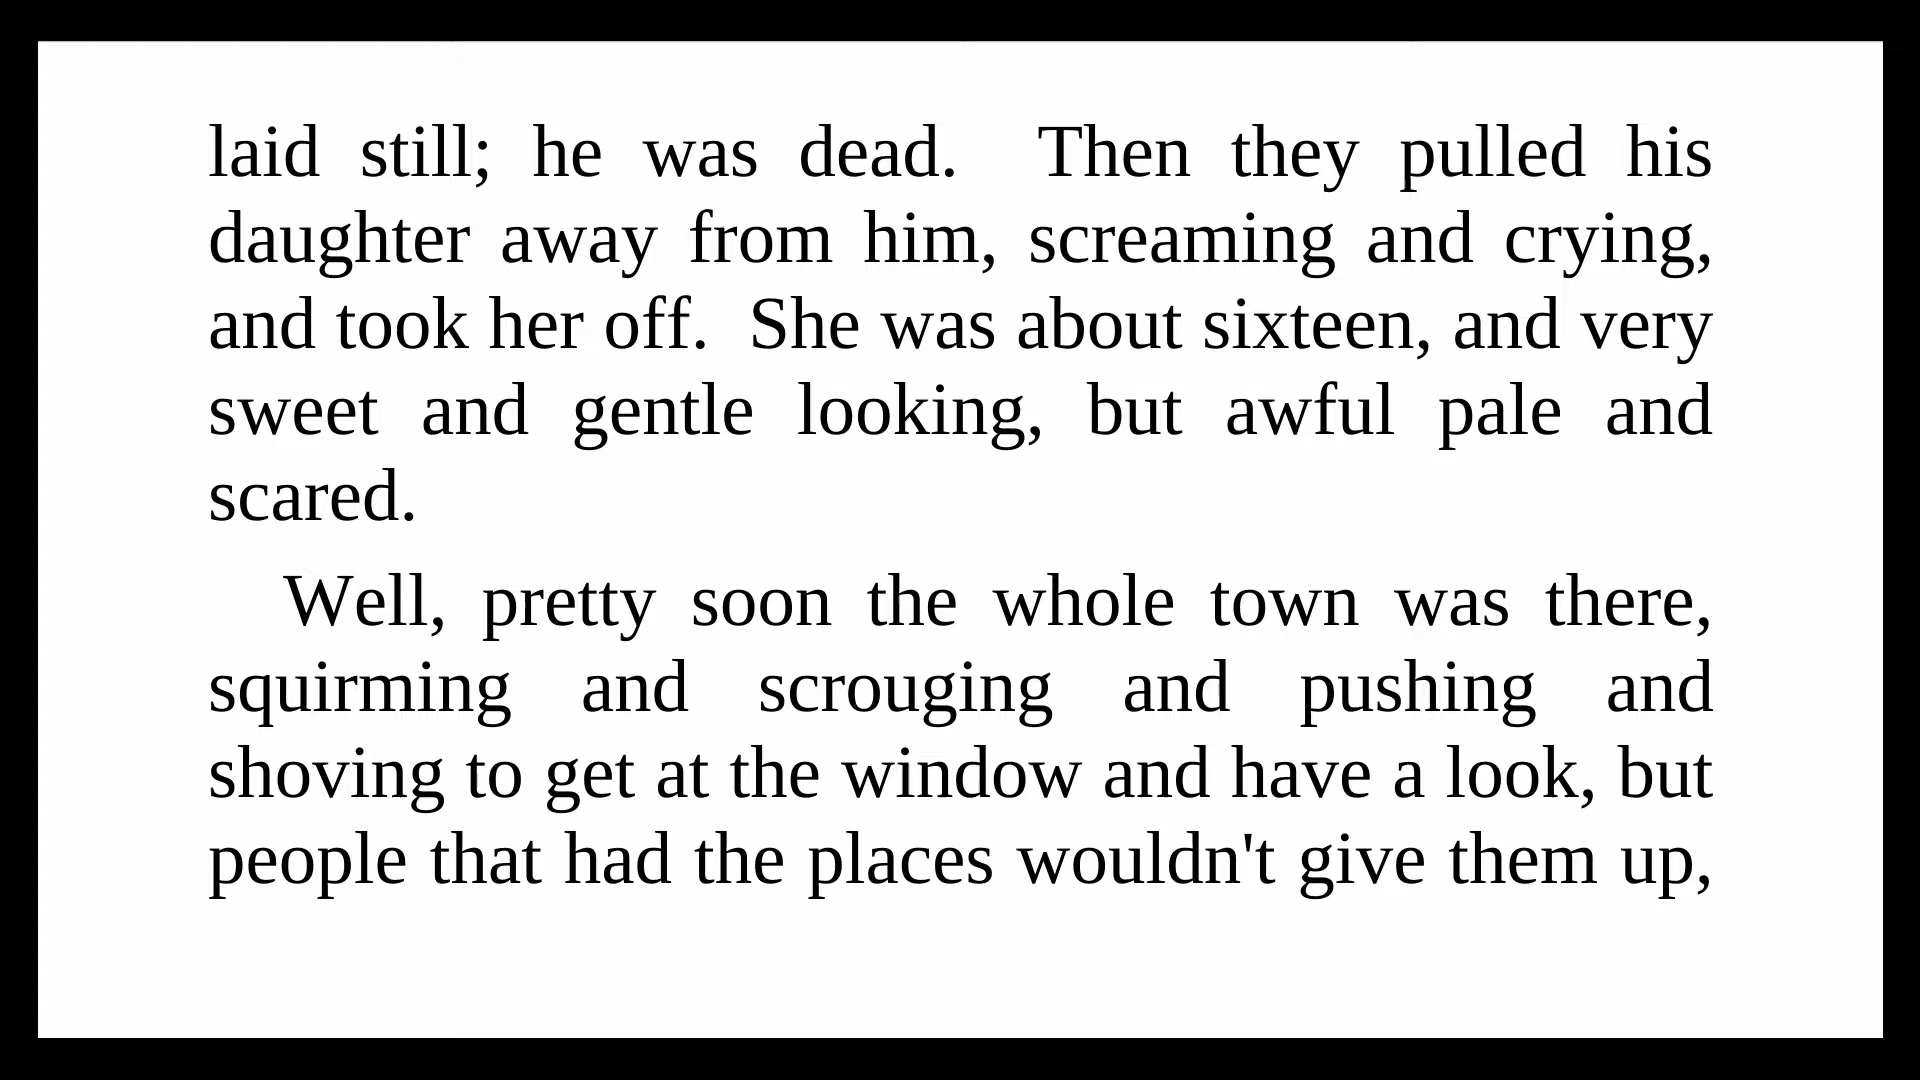 laid still; he was dead.  Then they pulled his
daughter away from him, screaming and crying,
and took her off.  She was about sixteen, and very
sweet and gentle looking, but awful pale and
scared.
Well, pretty soon the whole town was there,
squirming and scrouging and pushing and
shoving to get at the window and have a look, but
people that had the places wouldn't give them up,